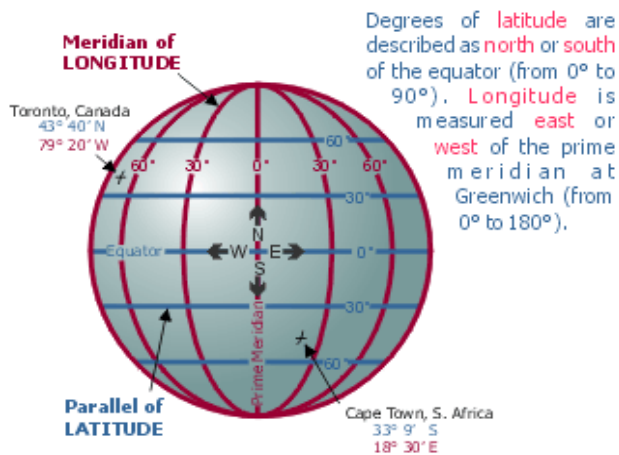 Degrees of latitude are
described as north or south
of the equator (from 0° to
90°). Longitude is
measured east or
west of the prime
meridian at
Greenwich (from
0° to 180°).
Meridian of
LONGITUDE
Toronto, Canada
43° 40' N
79° 20' W
60°
60° 30° 0° 30° 60°
30°
N
Equator W E 0°
S
30°
Prime Meridian
60°
Parallel of
LATITUDE
Cape Town, S. Africa
33° 9' S
18° 30' E